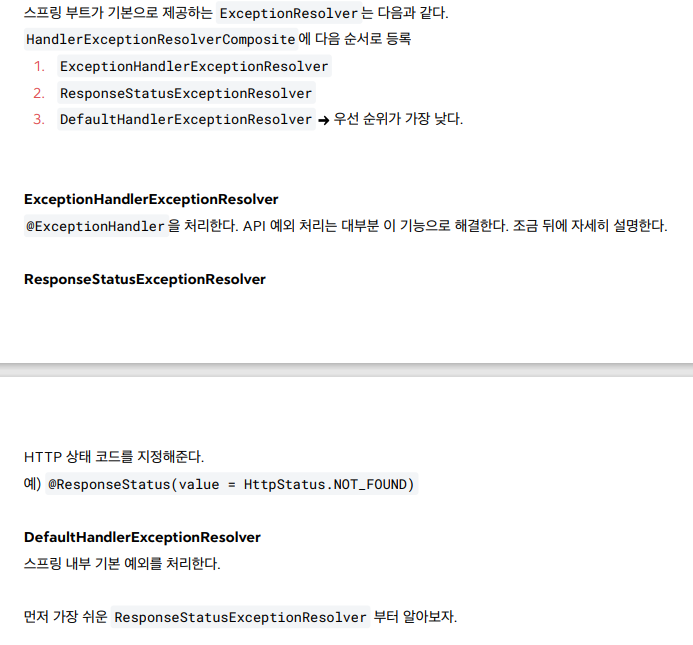 스프링 부트가 기본으로 제공하는 ExceptionResolver 는 다음과 같다.
HandlerExceptionResolverComposite 에 다음 순서로 등록
1. ExceptionHandlerExceptionResolver
2. ResponseStatusExceptionResolver
3. DefaultHandlerExceptionResolver → 우선 순위가 가장 낮다.
ExceptionHandlerExceptionResolver
@ExceptionHandler 을 처리한다. API 예외 처리는 대부분 이 기능으로 해결한다. 조금 뒤에 자세히 설명한다.
ResponseStatusExceptionResolver
HTTP 상태 코드를 지정해준다.
예) @ResponseStatus(value = HttpStatus.NOT_FOUND)
DefaultHandlerExceptionResolver
스프링 내부 기본 예외를 처리한다.
먼저 가장 쉬운 ResponseStatusExceptionResolver 부터 알아보자.